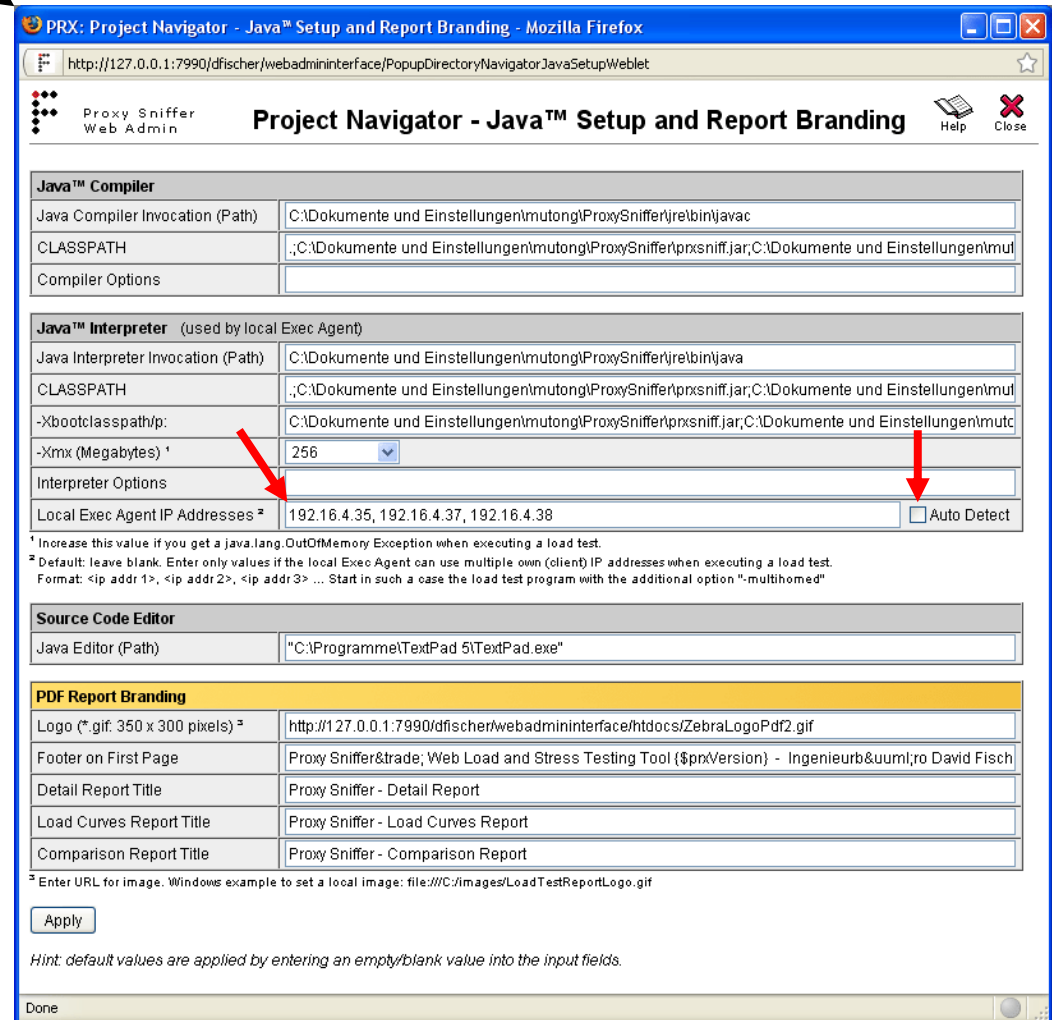 PRX: Project Navigator - Java™ Setup and Report Branding - Mozilla Firefox
http://127.0.0.1:7990/dfischer/webadmininterface/PopupDirectoryNavigatorJavaSetupWeblet
Proxy Sniffer
Web Admin
Project Navigator - Java™ Setup and Report Branding
Help
Close
Java™ Compiler
Java Compiler Invocation (Path) C:\Dokumente und Einstellungen\mutong\ProxySniffer\jre\bin\javac
CLASSPATH .;C:\Dokumente und Einstellungen\mutong\ProxySniffer\prxsniff.jar;C:\Dokumente und Einstellungen\mut
Compiler Options
Java™ Interpreter (used by local Exec Agent)
Java Interpreter Invocation (Path) C:\Dokumente und Einstellungen\mutong\ProxySniffer\jre\bin\java
CLASSPATH .;C:\Dokumente und Einstellungen\mutong\ProxySniffer\prxsniff.jar;C:\Dokumente und Einstellungen\mut
-Xbootclasspath/p: C:\Dokumente und Einstellungen\mutong\ProxySniffer\prxsniff.jar;C:\Dokumente und Einstellungen\mutc
-Xmx (Megabytes) ¹ 256
Interpreter Options
Local Exec Agent IP Addresses ² 192.16.4.35, 192.16.4.37, 192.16.4.38 Auto Detect
¹ Increase this value if you get a java.lang.OutOfMemory Exception when executing a load test.
² Default: leave blank. Enter only values if the local Exec Agent can use multiple own (client) IP addresses when executing a load test.
Format: <ip addr 1>, <ip addr 2>, <ip addr 3> ... Start in such a case the load test program with the additional option "-multihomed"
Source Code Editor
Java Editor (Path) "C:\Programme\TextPad 5\TextPad.exe"
PDF Report Branding
Logo (*.gif: 350 x 300 pixels) ³ http://127.0.0.1:7990/dfischer/webadmininterface/htdocs/ZebraLogoPdf2.gif
Footer on First Page Proxy Sniffer&trade; Web Load and Stress Testing Tool {$prxVersion} - Ingenieurb&uuml;ro David Fisch
Detail Report Title Proxy Sniffer - Detail Report
Load Curves Report Title Proxy Sniffer - Load Curves Report
Comparison Report Title Proxy Sniffer - Comparison Report
³ Enter URL for image. Windows example to set a local image: file:///C:/images/LoadTestReportLogo.gif
Apply
Hint: default values are applied by entering an empty/blank value into the input fields.
Done